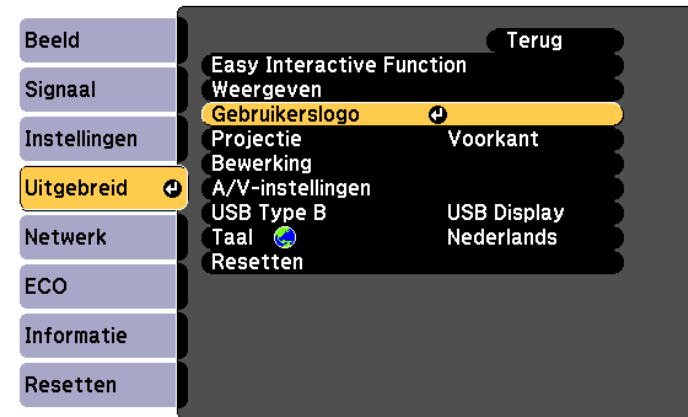 Beeld
Signaal
Instellingen
Uitgebreid
Netwerk
ECO
Informatie
Resetten
Terug
Easy Interactive Function
Weergeven
Gebruikerslogo
Projectie Voorkant
Bewerking
A/V-instellingen
USB Type B USB Display
Taal Nederlands
Resetten